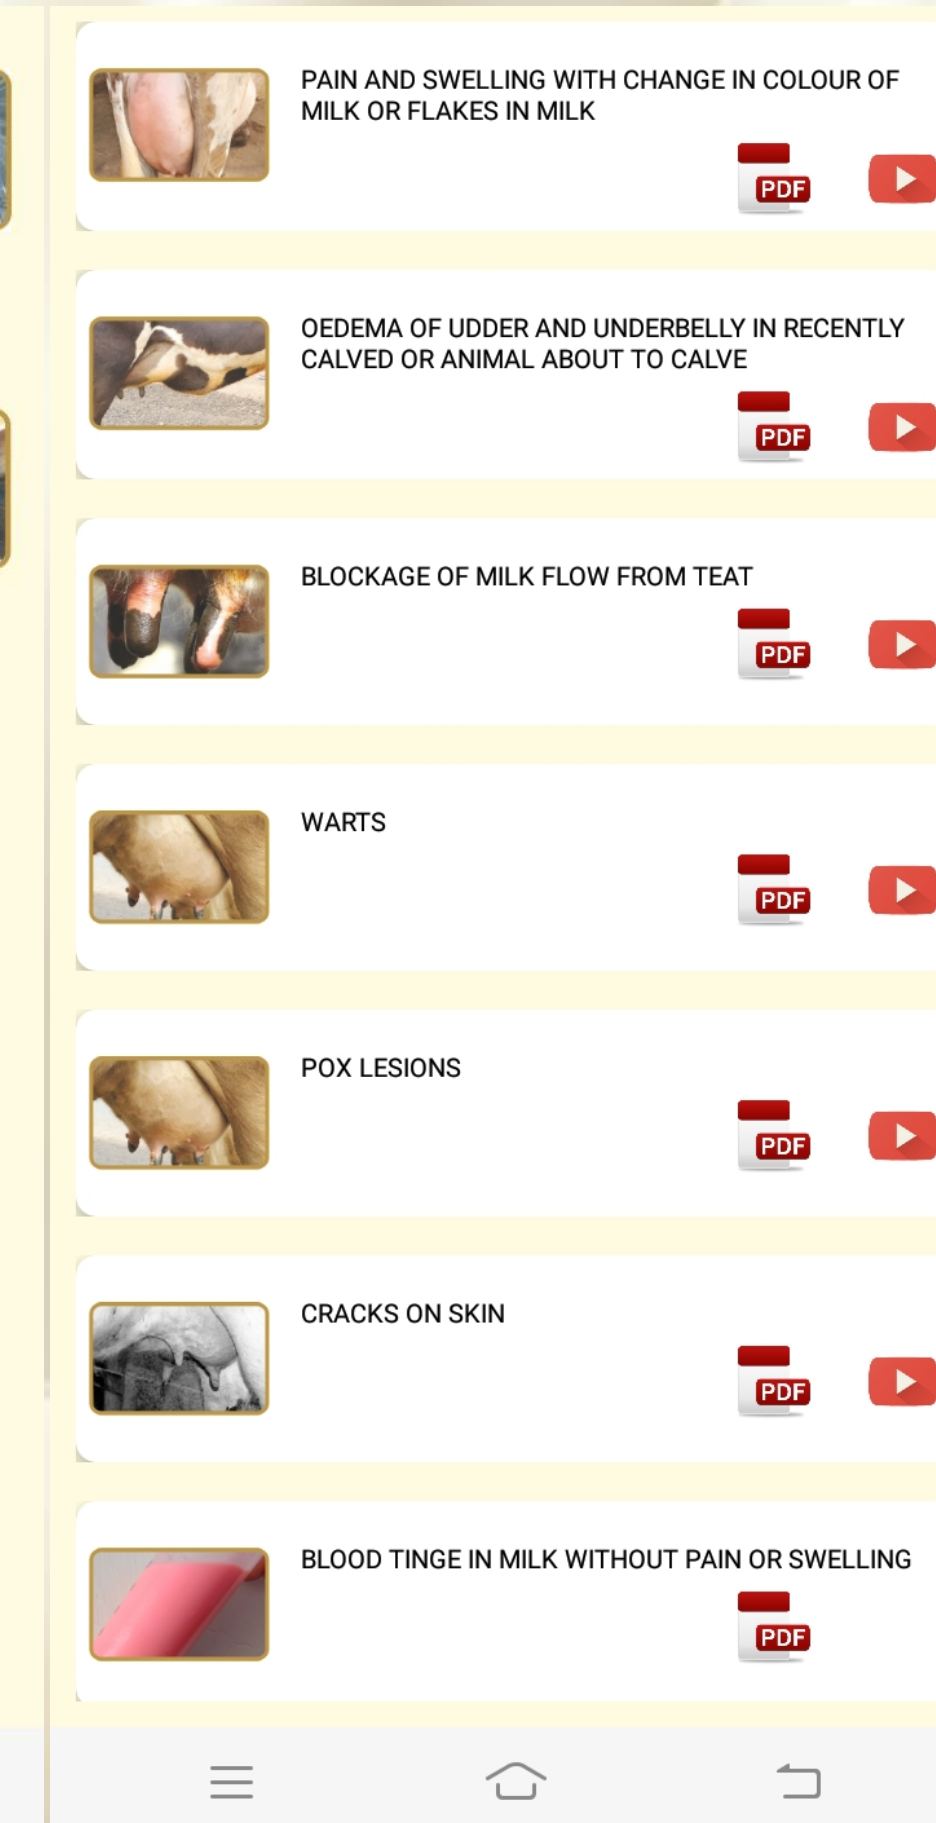 PAIN AND SWELLING WITH CHANGE IN COLOUR OF
MILK OR FLAKES IN MILK
PDF
OEDEMA OF UDDER AND UNDERBELLY IN RECENTLY
CALVED OR ANIMAL ABOUT TO CALVE
PDF
BLOCKAGE OF MILK FLOW FROM TEAT
PDF
WARTS
PDF
POX LESIONS
PDF
CRACKS ON SKIN
PDF
BLOOD TINGE IN MILK WITHOUT PAIN OR SWELLING
PDF